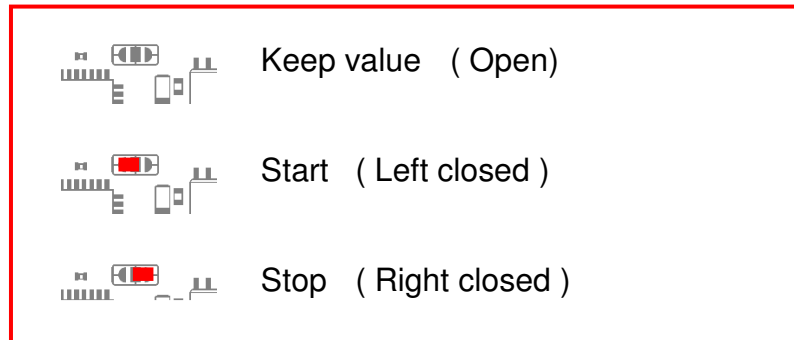 Keep value ( Open)
Start ( Left closed )
Stop ( Right closed )